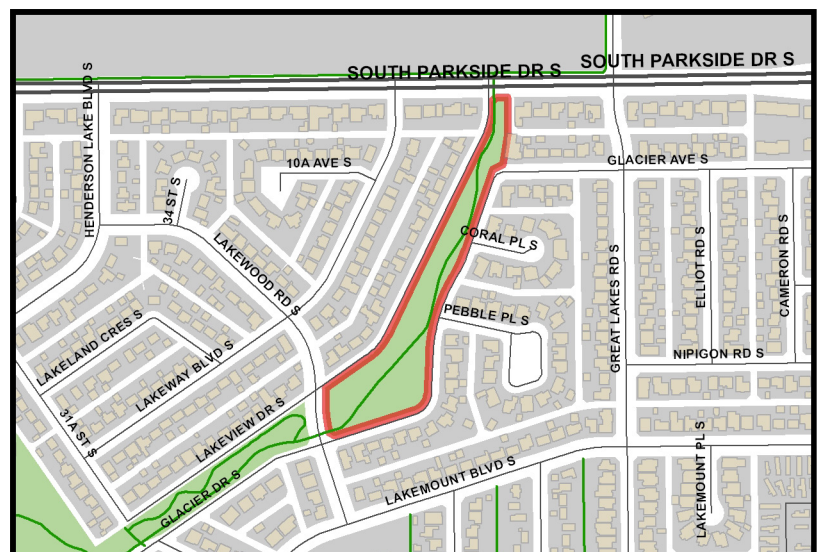 SOUTH PARKSIDE DR S
SOUTH PARKSIDE DR S
HENDERSON LAKE BLVD S
10A AVE S
GLACIER AVE S
34 ST S
LAKEWOOD RD S
CORAL PL S
GREAT LAKES RD S
ELLIOT RD S
CAMERON RD S
PEBBLE PL S
LAKELAND CRES S
LAKEWAY BLVD S
NIPIGON RD S
31A ST S
LAKEVIEW DR S
GLACIER DR S
LAKEMOUNT BLVD S
LAKEMOUNT PL S